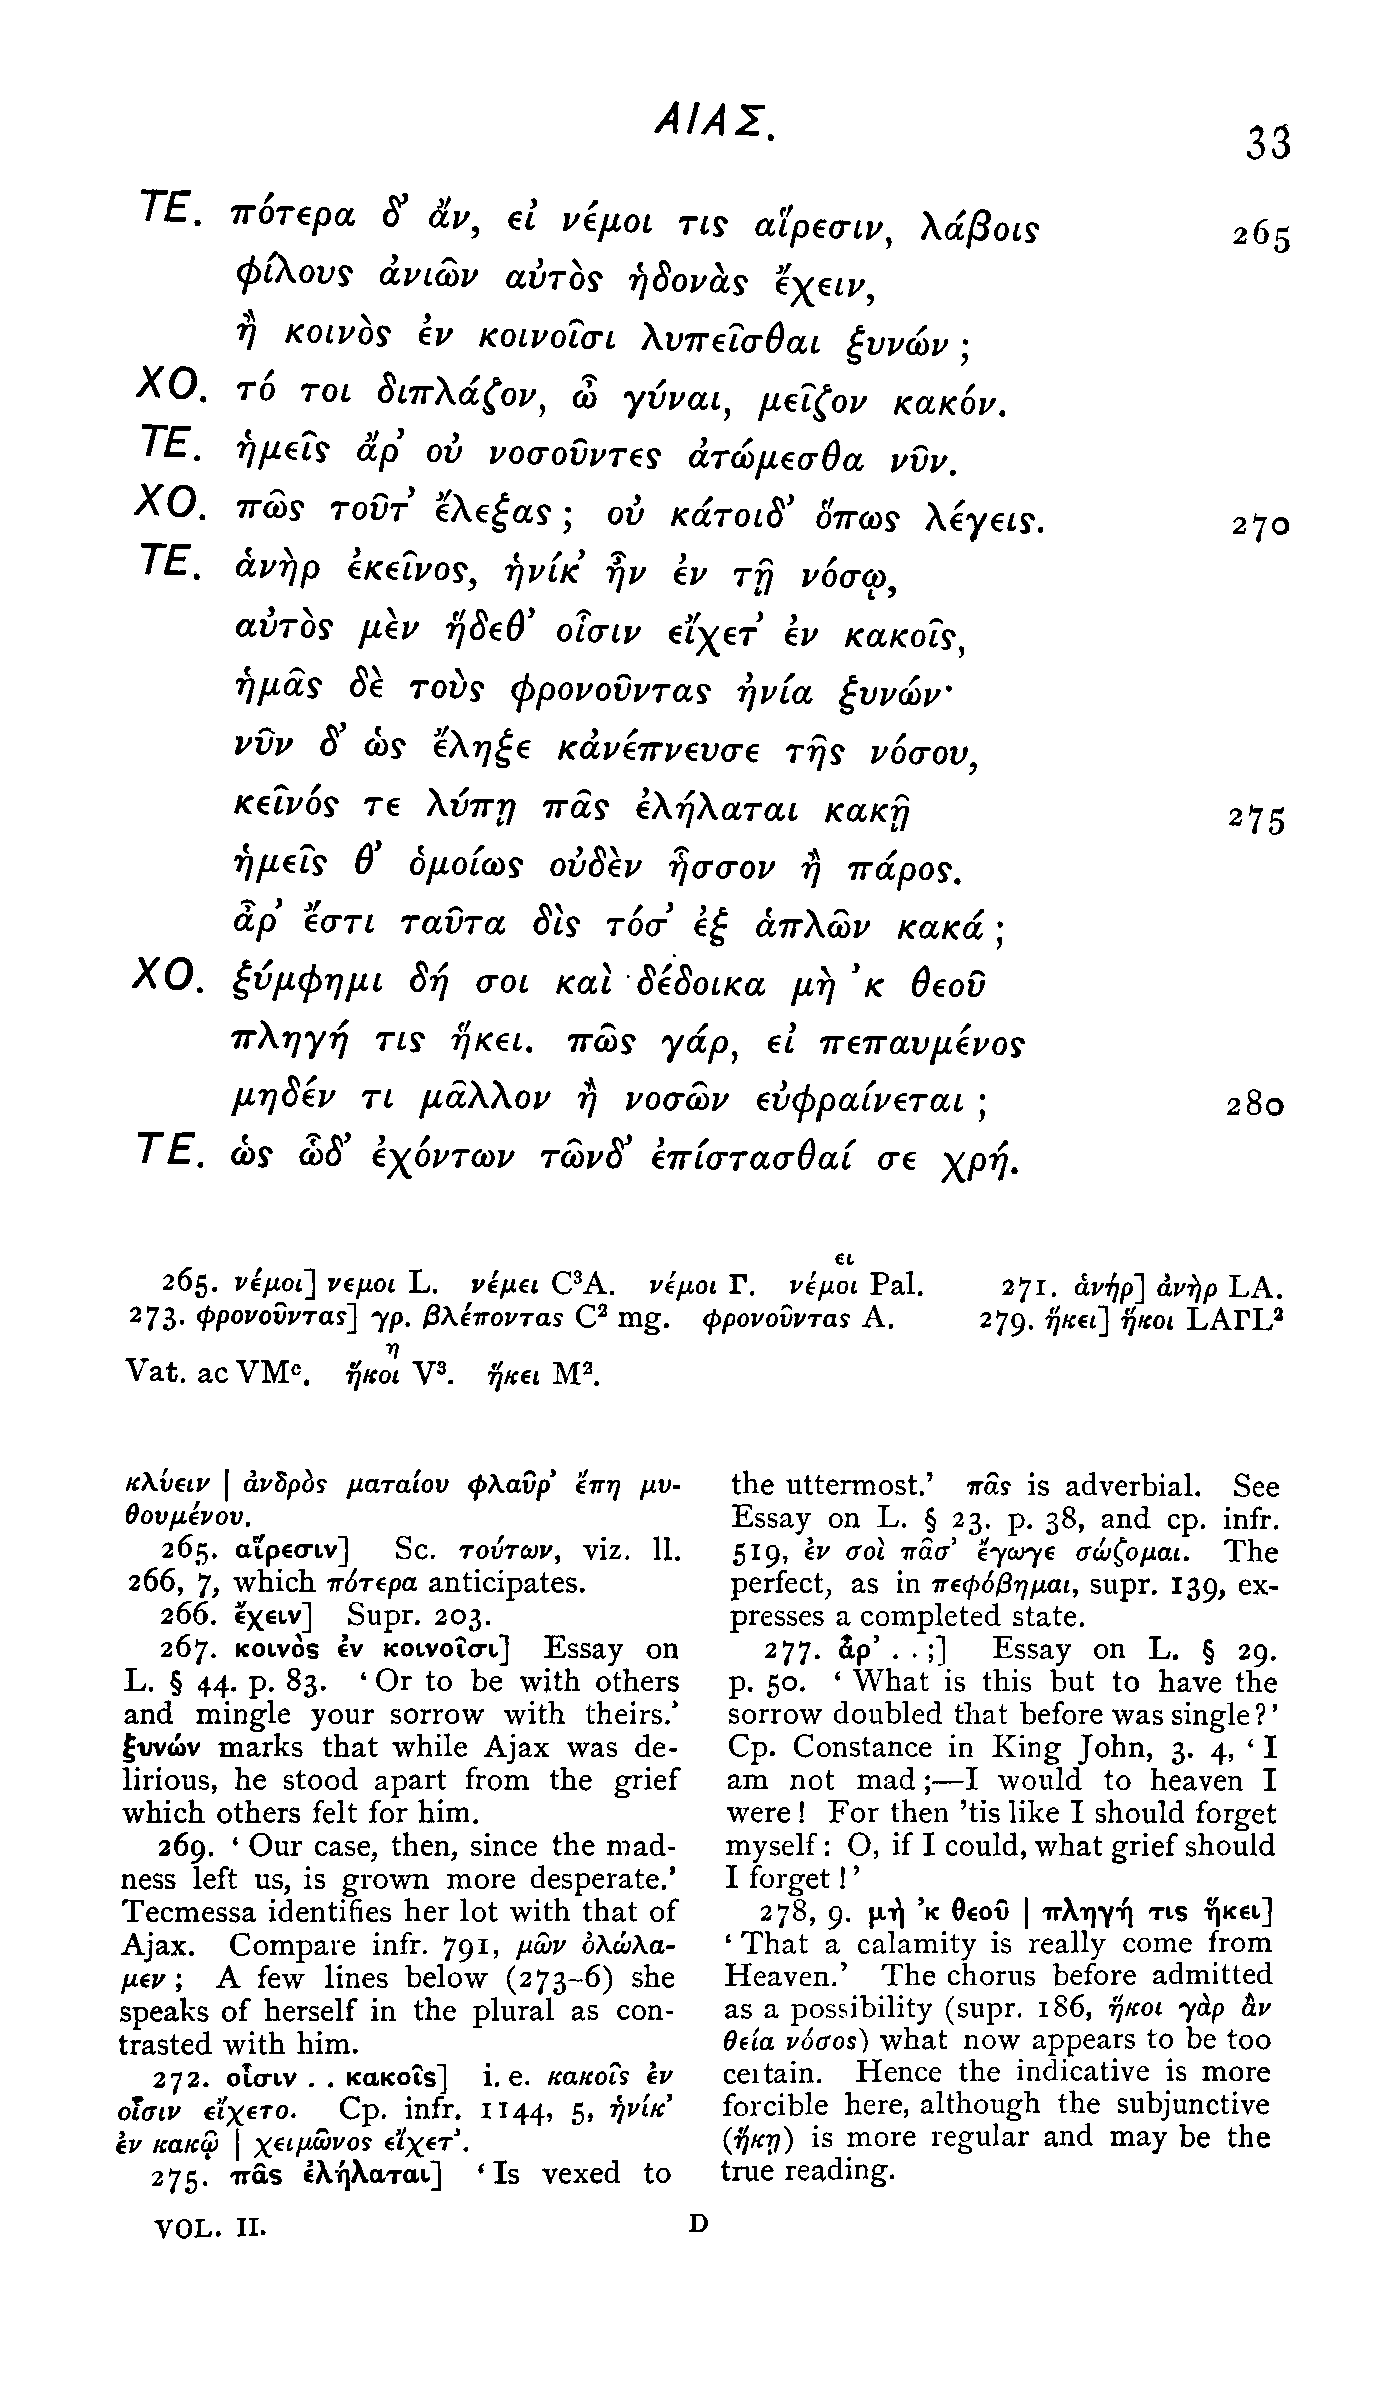 ΑΙΑΣ.
33
ΤΕ. πότερα δ’ ἄν, εἰ νέμοι τις αἵρεσιν, λάβοις 265
φίλους ἀνιῶν αὐτὸς ἡδονὰς ἔχειν,
ἢ κοινὸς ἐν κοινοῖσι λυπεῖσθαι ξυνών ;
ΧΟ. τό τοι διπλάζον, ὦ γύναι, μεῖζον κακόν.
ΤΕ. ἡμεῖς ἄρ’ οὐ νοσοῦντες ἀτώμεσθα νῦν.
ΧΟ. πῶς τοῦτ’ ἔλεξας ; οὐ κάτοιδ’ ὅπως λέγεις. 270
ΤΕ. ἁνὴρ ἐκεῖνος, ἡνίκ’ ἦν ἐν τῇ νόσῳ,
αὐτὸς μὲν ἥδεθ’ οἷσιν εἴχετ’ ἐν κακοῖς,
ἡμᾶς δὲ τοὺς φρονοῦντας ἠνία ξυνών·
νῦν δ’ ὡς ἔληξε κἀνέπνευσε τῆς νόσου,
κεῖνός τε λύπῃ πᾶς ἐλήλαται κακῇ 275
ἡμεῖς θ’ ὁμοίως οὐδὲν ἧσσον ἢ πάρος.
ἆρ’ ἔστι ταῦτα δὶς τόσ’ ἐξ ἁπλῶν κακά ;
ΧΟ. ξύμφημι δή σοι καὶ δέδοικα μὴ ’κ θεοῦ
πληγή τις ἥκει. πῶς γάρ, εἰ πεπαυμένος
μηδέν τι μᾶλλον ἢ νοσῶν εὐφραίνεται ; 280
ΤΕ. ὡς ὧδ’ ἐχόντων τῶνδ’ ἐπίστασθαί σε χρή.
ει
265. νέμοι] νεμοι L. νέμει C³A. νέμοι Γ. νέμοι Pal. 271. ἁνήρ] ἀνὴρ LA.
273. φρονοῦντας] γρ. βλέποντας C² mg. φρονοῦντας A. 279. ἥκει] ἥκοι LAΓL²
η
Vat. ac VMᶜ. ἥκοι V³. ἥκει M².
κλύειν | ἀνδρὸς ματαίου φλαῦρ’ ἔπη μυ-
θουμένου.
265. αἵρεσιν] Sc. τούτων, viz. ll.
266, 7, which πότερα anticipates.
266. ἔχειν] Supr. 203.
267. κοινὸς ἐν κοινοῖσι] Essay on
L. § 44. p. 83. ‘ Or to be with others
and mingle your sorrow with theirs.’
ξυνών marks that while Ajax was de-
lirious, he stood apart from the grief
which others felt for him.
269. ‘ Our case, then, since the mad-
ness left us, is grown more desperate.’
Tecmessa identifies her lot with that of
Ajax. Compare infr. 791, μῶν ὀλώλα-
μεν ; A few lines below (273–6) she
speaks of herself in the plural as con-
trasted with him.
272. οἷσιν . . κακοῖς] i. e. κακοῖς ἐν
οἷσιν εἴχετο. Cp. infr. 1144, 5, ἡνίκ’
ἐν κακῷ | χειμῶνος εἴχετ’.
275. πᾶς ἐλήλαται] ‘ Is vexed to
the uttermost.’ πᾶς is adverbial. See
Essay on L. § 23. p. 38, and cp. infr.
519, ἐν σοὶ πᾶσ’ ἔγωγε σώζομαι. The
perfect, as in πεφόβημαι, supr. 139, ex-
presses a completed state.
277. ἆρ’ . . ;] Essay on L. § 29.
p. 50. ‘ What is this but to have the
sorrow doubled that before was single ?’
Cp. Constance in King John, 3. 4, ‘ I
am not mad ;—I would to heaven I
were ! For then ’tis like I should forget
myself : O, if I could, what grief should
I forget !’
278, 9. μὴ ’κ θεοῦ | πληγή τις ἥκει]
‘ That a calamity is really come from
Heaven.’ The chorus before admitted
as a possibility (supr. 186, ἥκοι γὰρ ἂν
θεία νόσος) what now appears to be too
certain. Hence the indicative is more
forcible here, although the subjunctive
(ἥκῃ) is more regular and may be the
true reading.
VOL. II. D